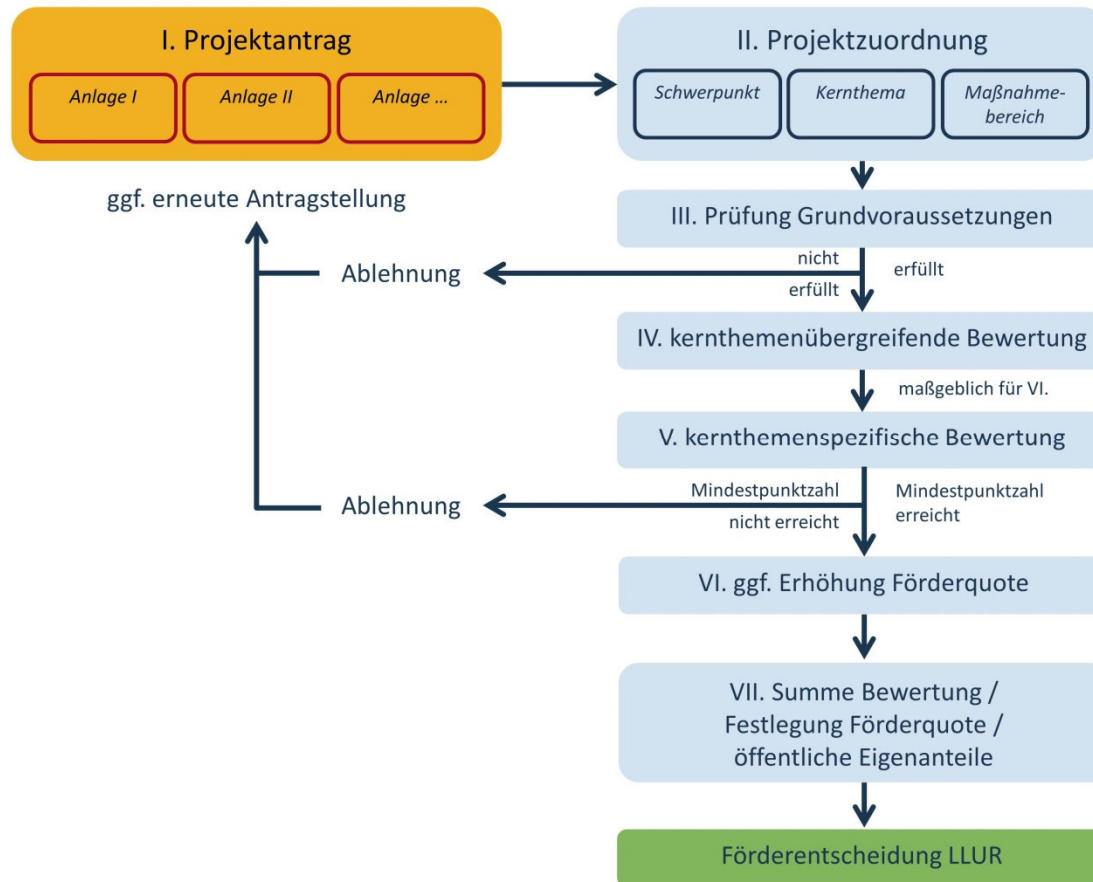 I. Projektantrag
Anlage I
Anlage II
Anlage ...
II. Projektzuordnung
Schwerpunkt
Kernthema
Maßnahme-
bereich
ggf. erneute Antragstellung
III. Prüfung Grundvoraussetzungen
nicht
erfüllt
erfüllt
Ablehnung
IV. kernthemenübergreifende Bewertung
maßgeblich für VI.
V. kernthemenspezifische Bewertung
Mindestpunktzahl
nicht erreicht
Mindestpunktzahl
erreicht
Ablehnung
VI. ggf. Erhöhung Förderquote
VII. Summe Bewertung /
Festlegung Förderquote /
öffentliche Eigenanteile
Förderentscheidung LLUR